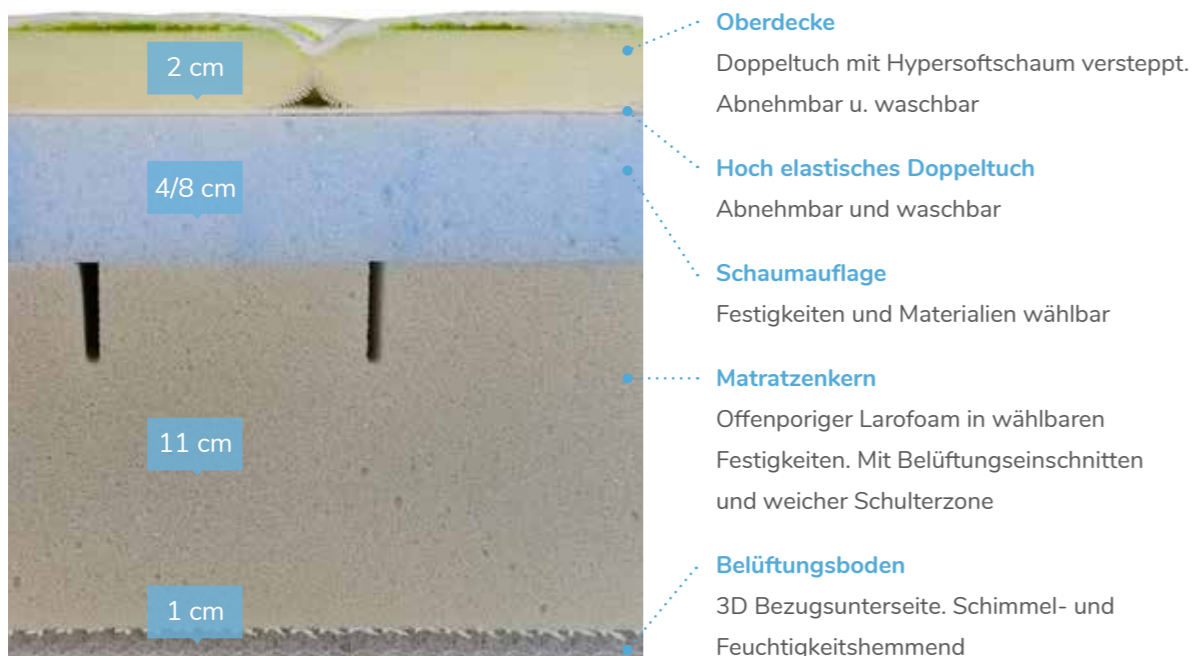 2 cm
4/8 cm
11 cm
1 cm
Oberdecke
Doppeltuch mit Hypersoftschaum versteppt.
Abnehmbar u. waschbar
Hoch elastisches Doppeltuch
Abnehmbar und waschbar
Schaumauflage
Festigkeiten und Materialien wählbar
Matratzenkern
Offenporiger Larofoam in wählbaren
Festigkeiten. Mit Belüftungseinschnitten
und weicher Schulterzone
Belüftungsboden
3D Bezugsunterseite. Schimmel- und
Feuchtigkeitshemmend